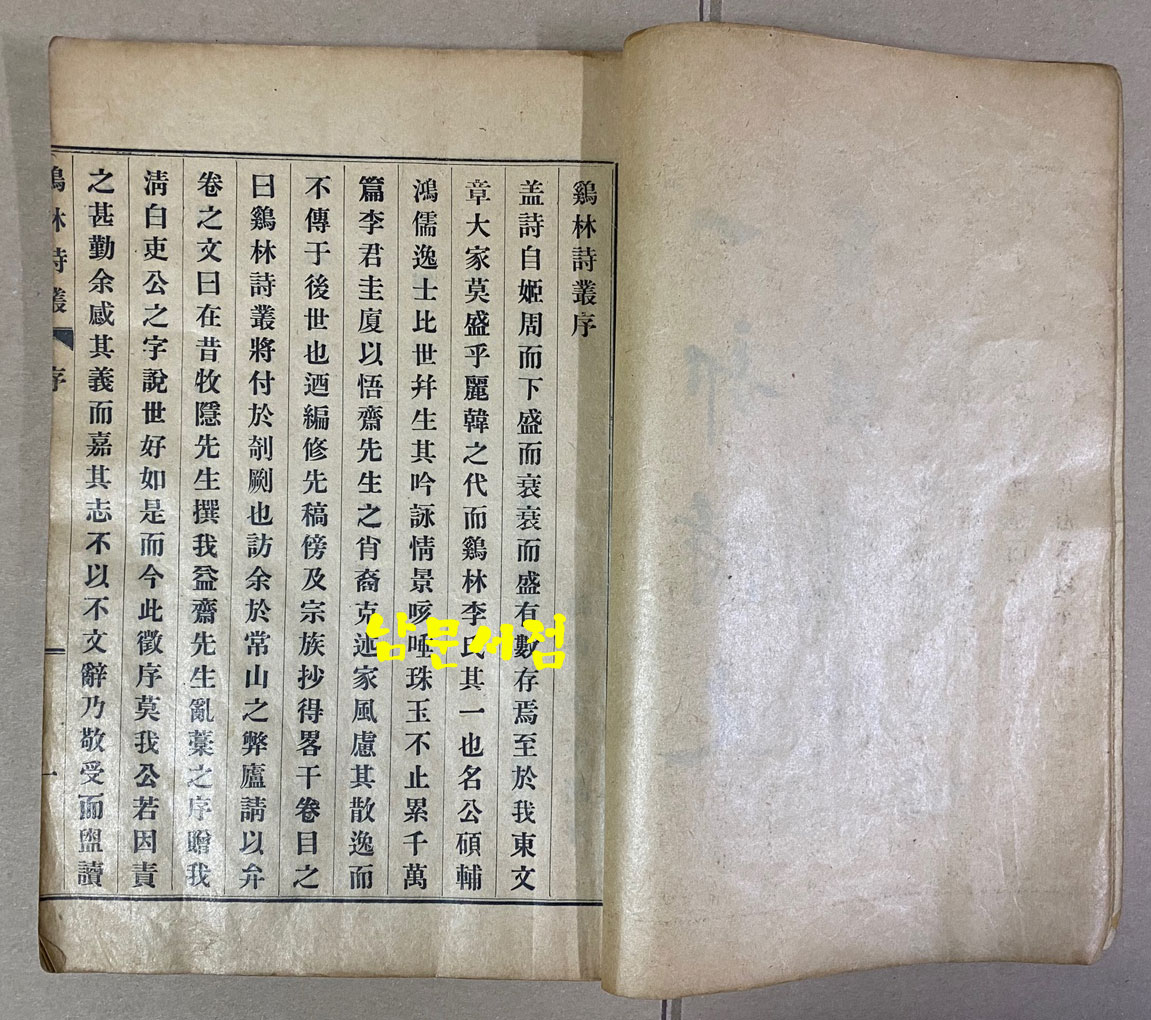 鷄林詩叢序
盖詩自姬周而下盛而衰衰而盛有數存焉至於我東文
章大家莫盛乎麗韓之代而鷄林李氏其一也名公碩輔
鴻儒逸士比世幷生其吟詠情景咳唾珠玉不止累千萬
篇李君圭厦以悟齋先生之肖裔克述家風慮其散逸而
不傳于後世也迺編修先稿傍及宗族抄得畧干卷目之
曰鷄林詩叢將付於剞劂也訪余於常山之弊廬請以弁
卷之文曰在昔牧隱先生撰我益齋先生亂藁之序贈我
淸白吏公之字說世好如是而今此徵序莫我公若因責
之甚勤余感其義而嘉其志不以不文辭乃敬受而盥讀
鷄林詩叢 序 一
남문서점